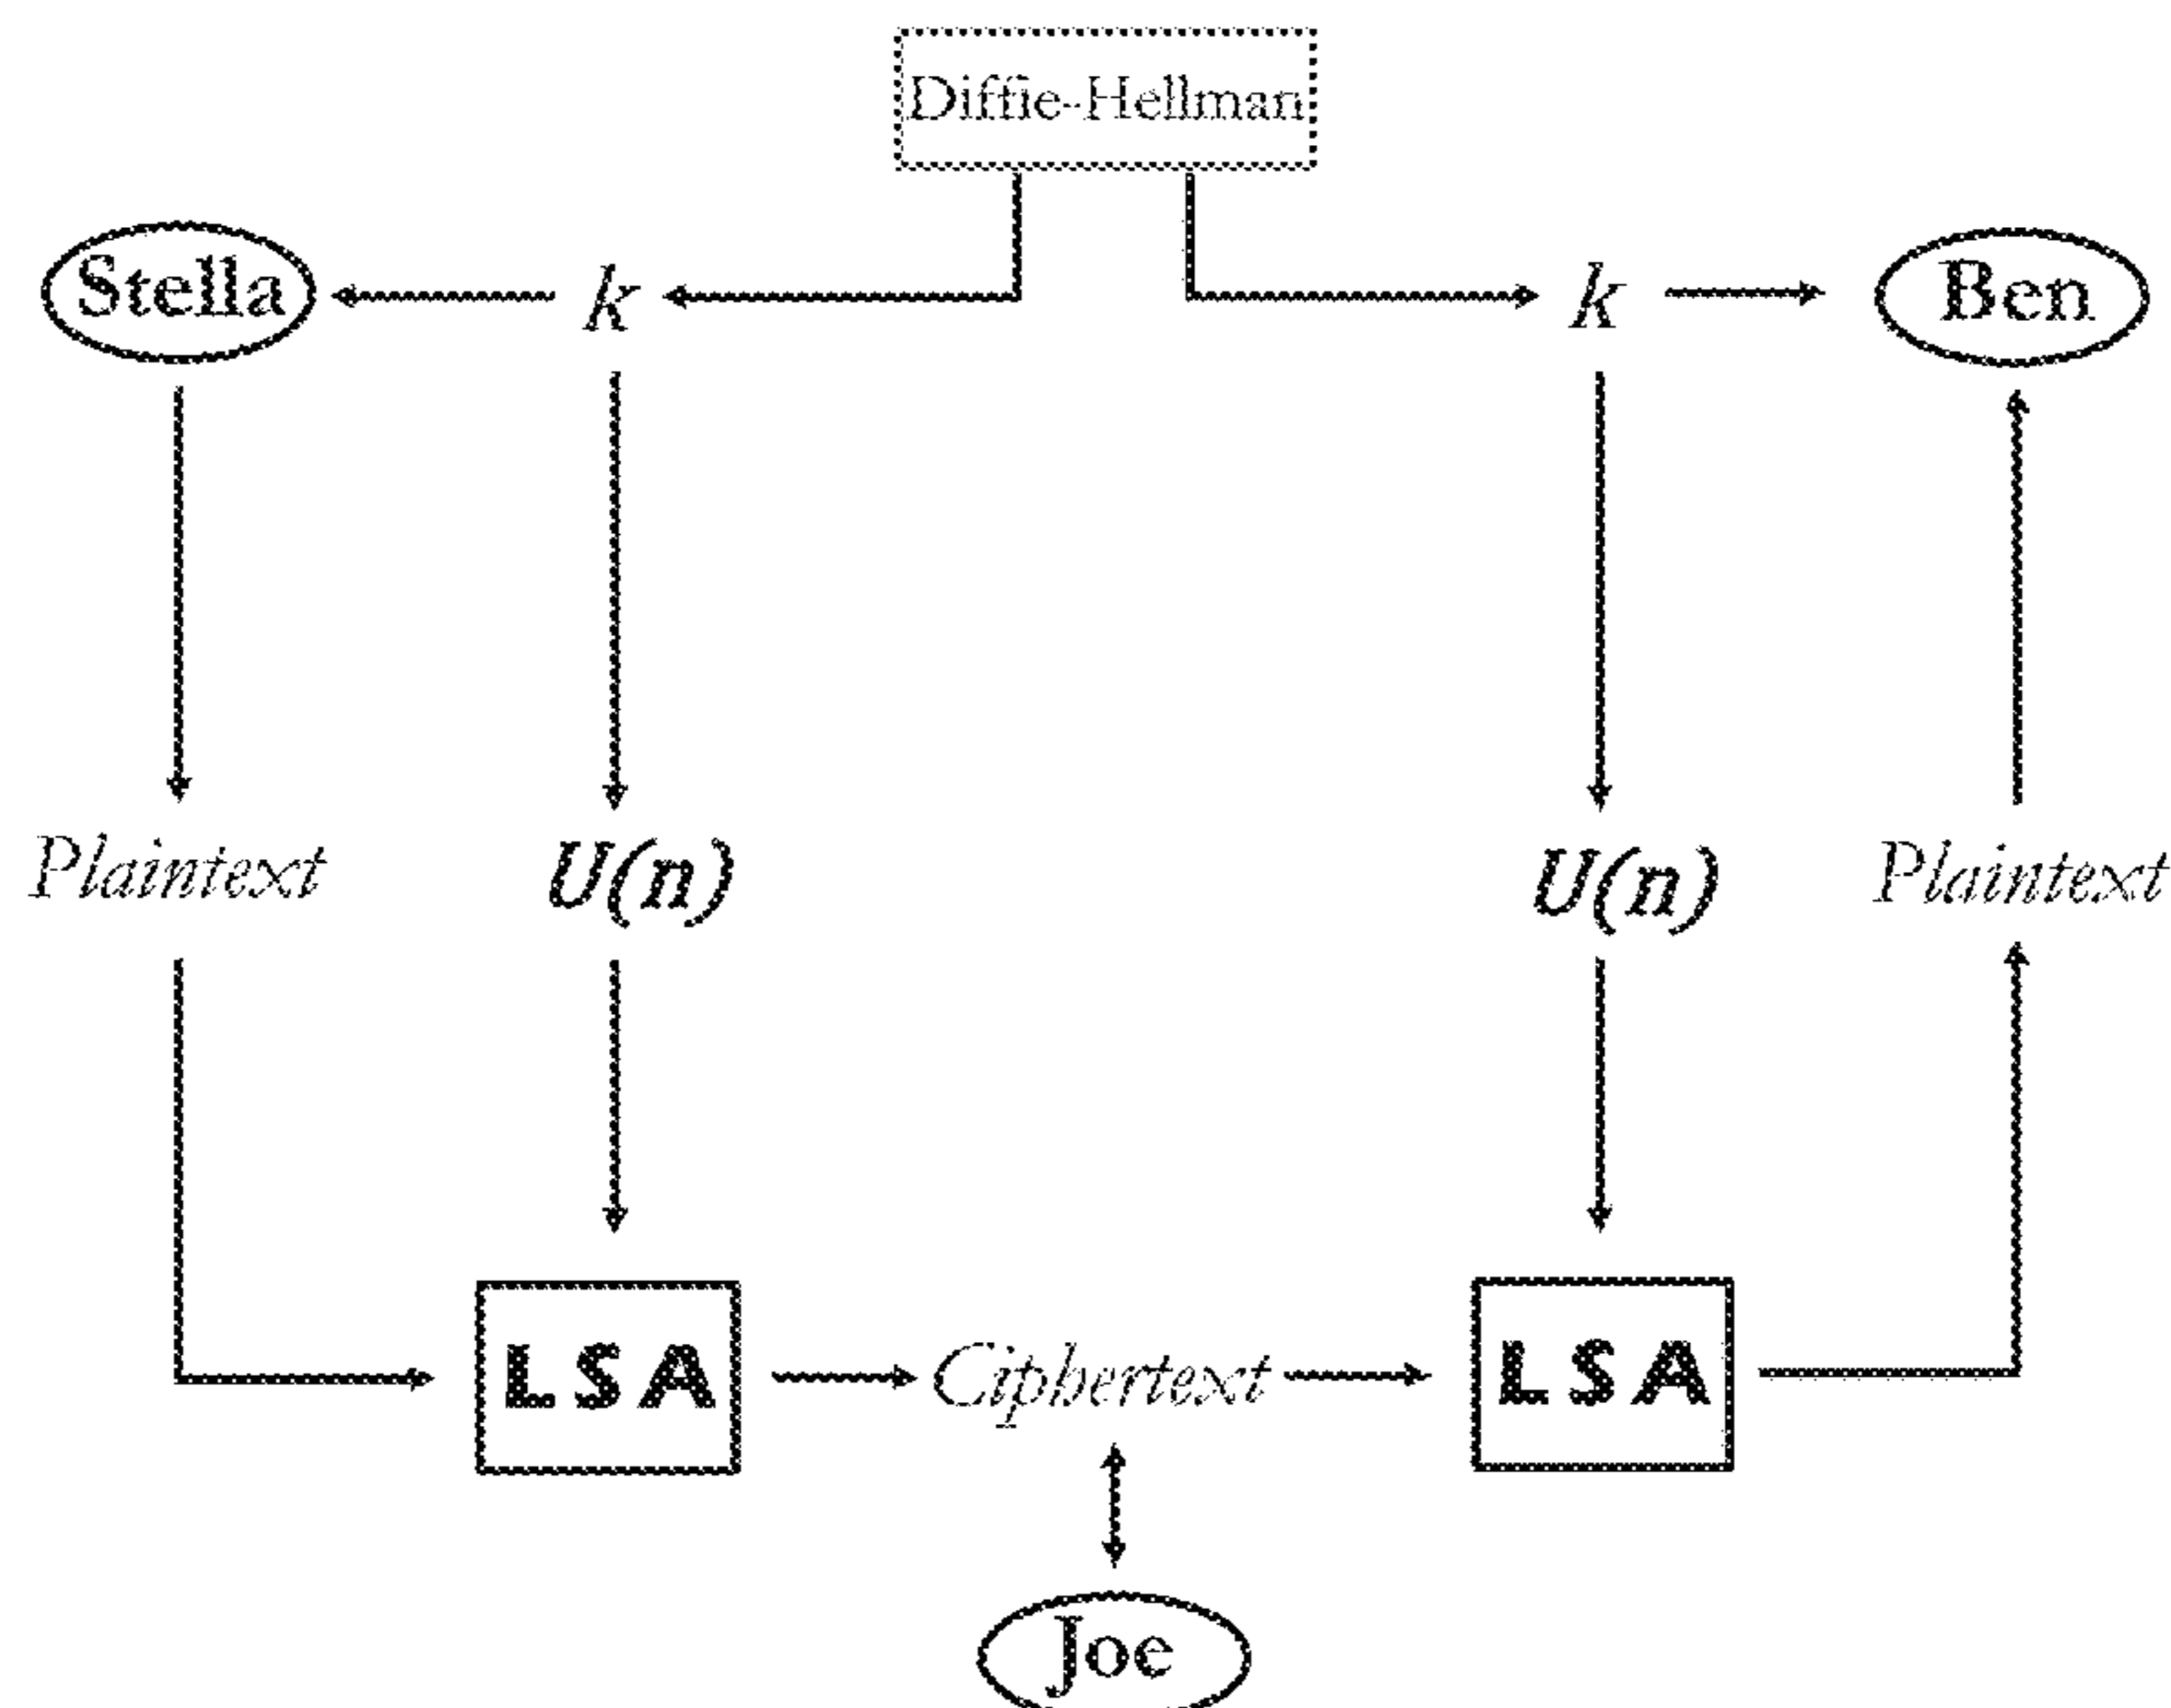 Diffie-Hellman
Stella
k
k
Ben
Plaintext
U(n)
U(n)
Plaintext
LSA
Ciphertext
LSA
Joe